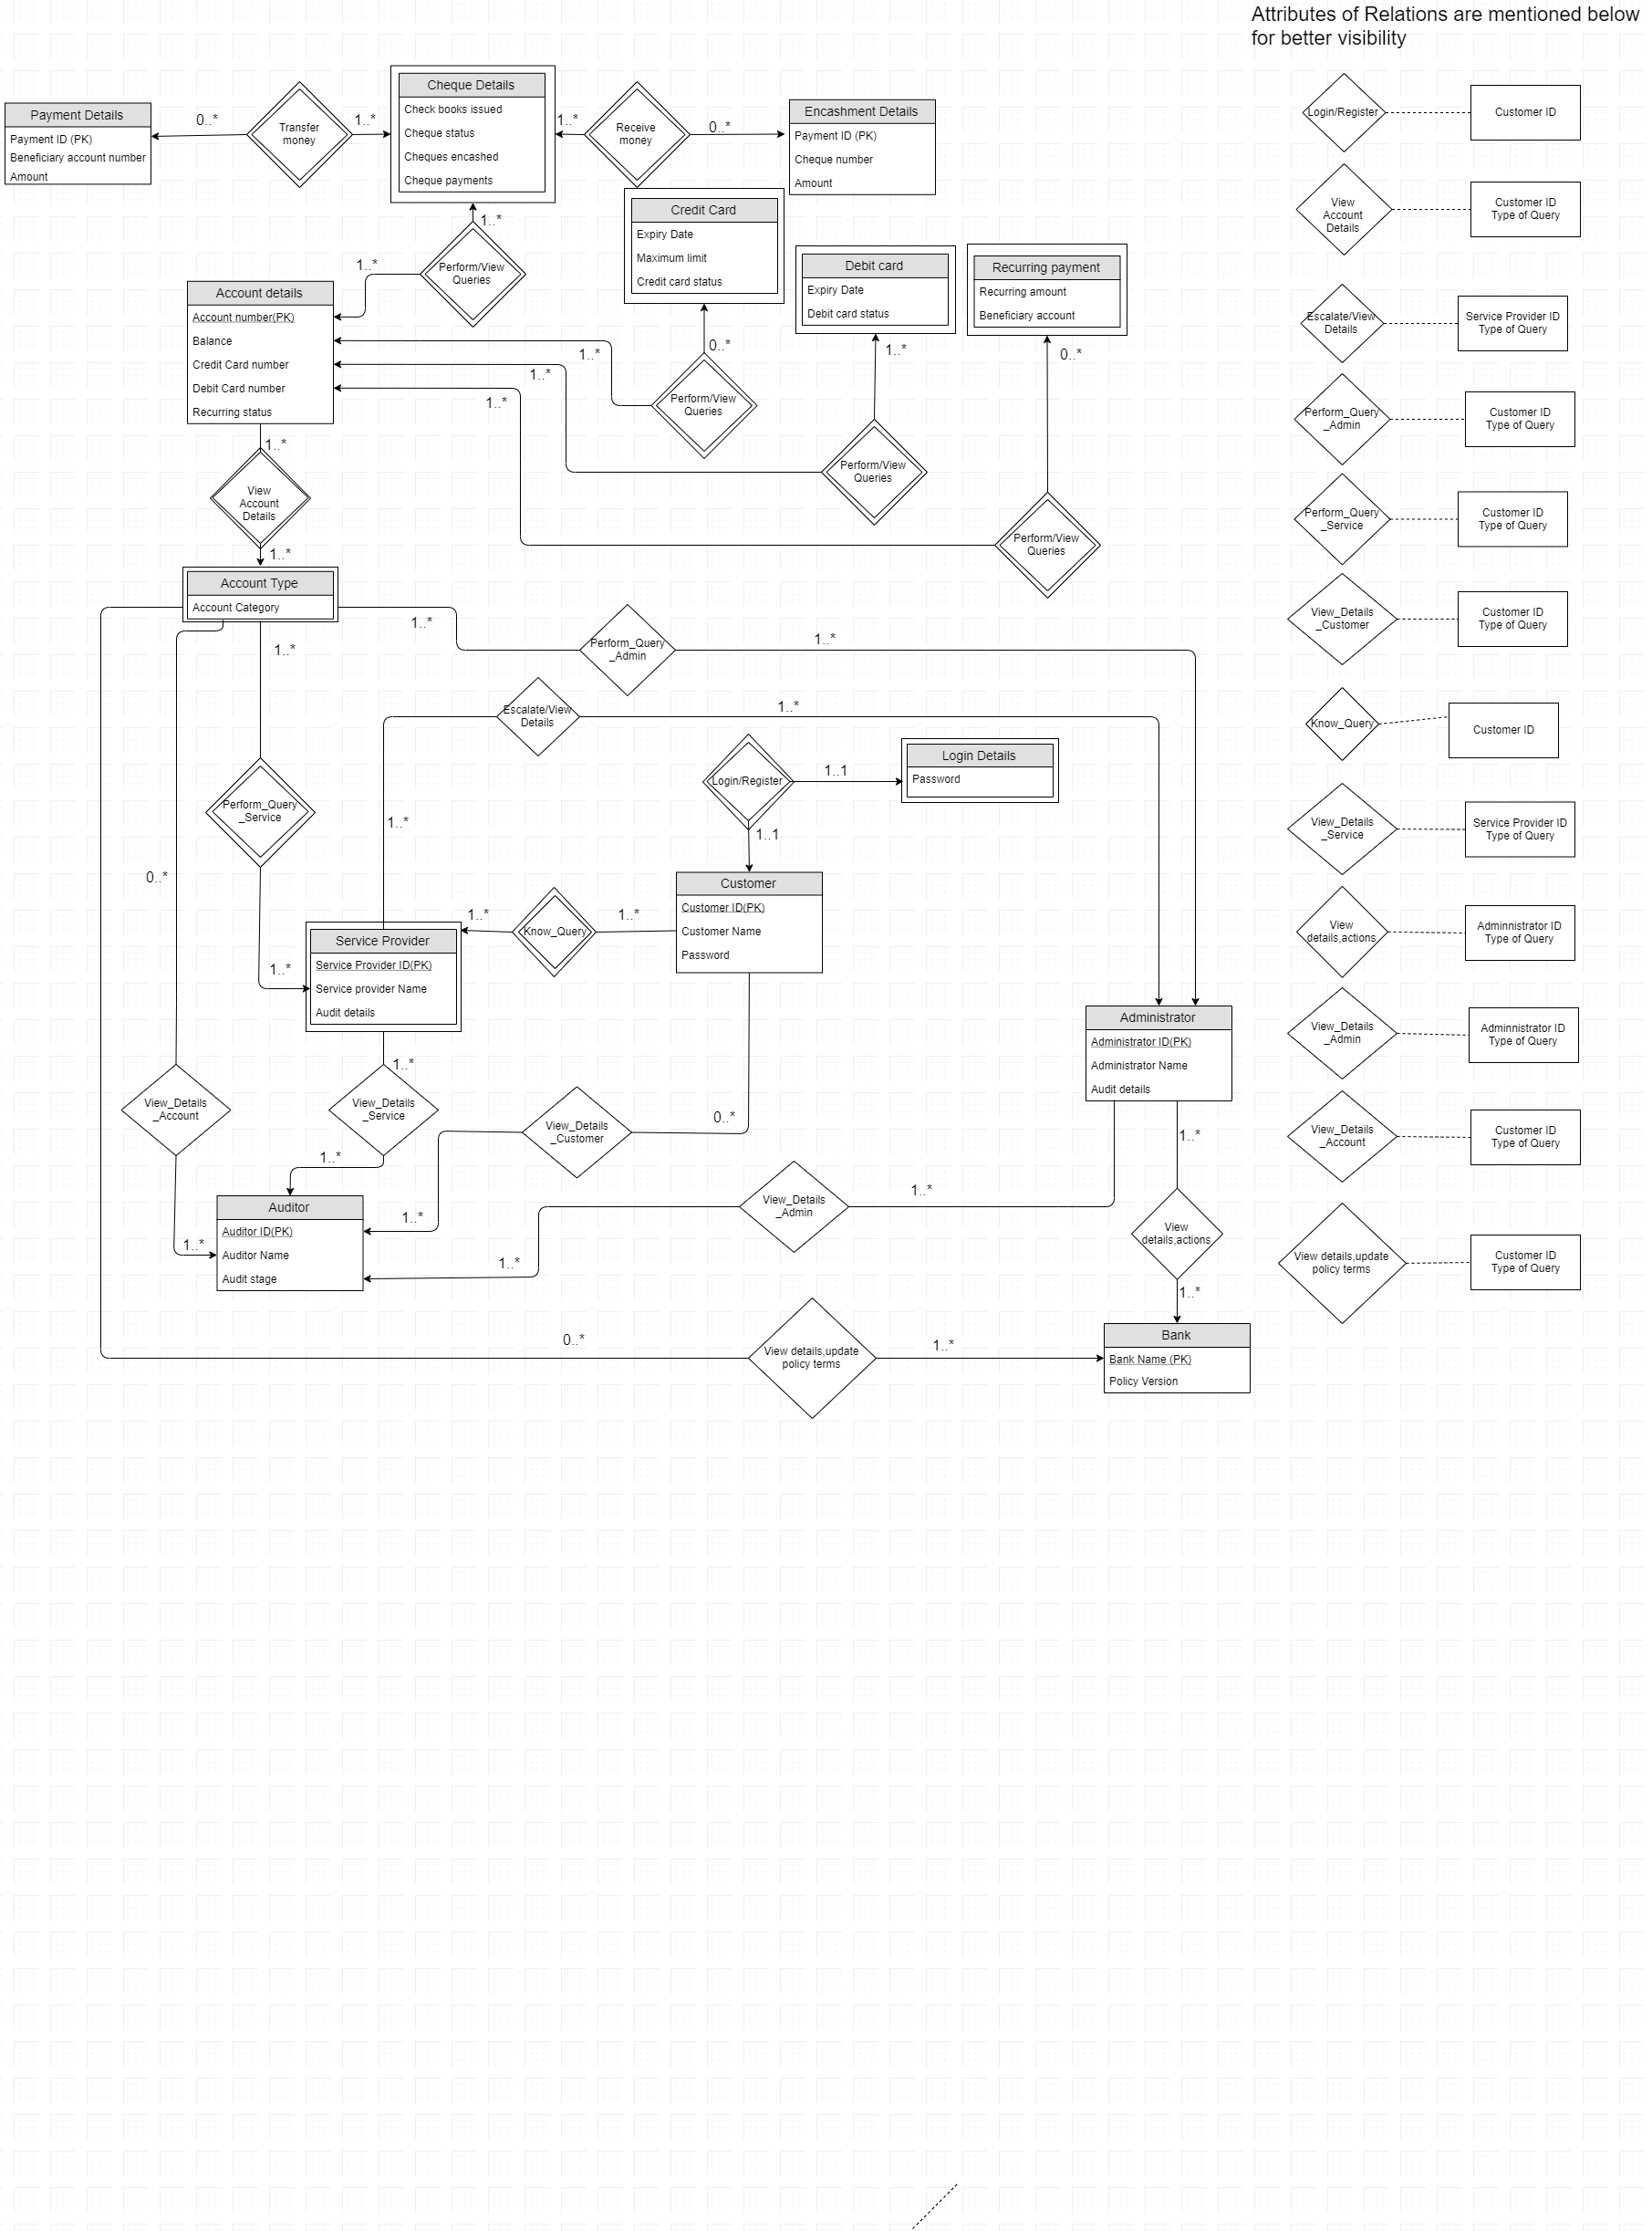 Attributes of Relations are mentioned below
for better visibility
Payment Details
Payment ID (PK)
Beneficiary account number
Amount
0..*
Transfer
money
1..*
Cheque Details
Check books issued
Cheque status
Cheques encashed
Cheque payments
1..*
Receive
money
0..*
Encashment Details
Payment ID (PK)
Cheque number
Amount
1..*
Perform/View
Queries
1..*
Credit Card
Expiry Date
Maximum limit
Credit card status
Debit card
Expiry Date
Debit card status
Recurring payment
Recurring amount
Beneficiary account
Account details
Account number(PK)
Balance
Credit Card number
Debit Card number
Recurring status
1..*
1..*
1..*
0..*
1..*
0..*
Perform/View
Queries
Perform/View
Queries
Perform/View
Queries
1..*
View
Account
Details
1..*
Account Type
Account Category
1..*
1..*
Perform_Query
_Admin
1..*
Escalate/View
Details
1..*
1..*
Login/Register
1..1
1..1
Login Details
Password
Perform_Query
_Service
0..*
1..*
Customer
Customer ID(PK)
Customer Name
Password
1..*
Know_Query
1..*
Service Provider
Service Provider ID(PK)
Service provider Name
Audit details
Administrator
Administrator ID(PK)
Administrator Name
Audit details
1..*
View_Details
_Account
View_Details
_Service
View_Details
_Customer
0..*
1..*
1..*
1..*
1..*
Auditor
Auditor ID(PK)
Auditor Name
Audit stage
1..*
View_Details
_Admin
1..*
1..*
View
details,actions
1..*
0..*
View details,update
policy terms
1..*
Bank
Bank Name (PK)
Policy Version
Login/Register
Customer ID
View
Account
Details
Customer ID
Type of Query
Escalate/View
Details
Service Provider ID
Type of Query
Perform_Query
_Admin
Customer ID
Type of Query
Perform_Query
_Service
Customer ID
Type of Query
View_Details
_Customer
Customer ID
Type of Query
Know_Query
Customer ID
View_Details
_Service
Service Provider ID
Type of Query
View
details,actions
Adminnistrator ID
Type of Query
View_Details
_Admin
Adminnistrator ID
Type of Query
View_Details
_Account
Customer ID
Type of Query
View details,update
policy terms
Customer ID
Type of Query